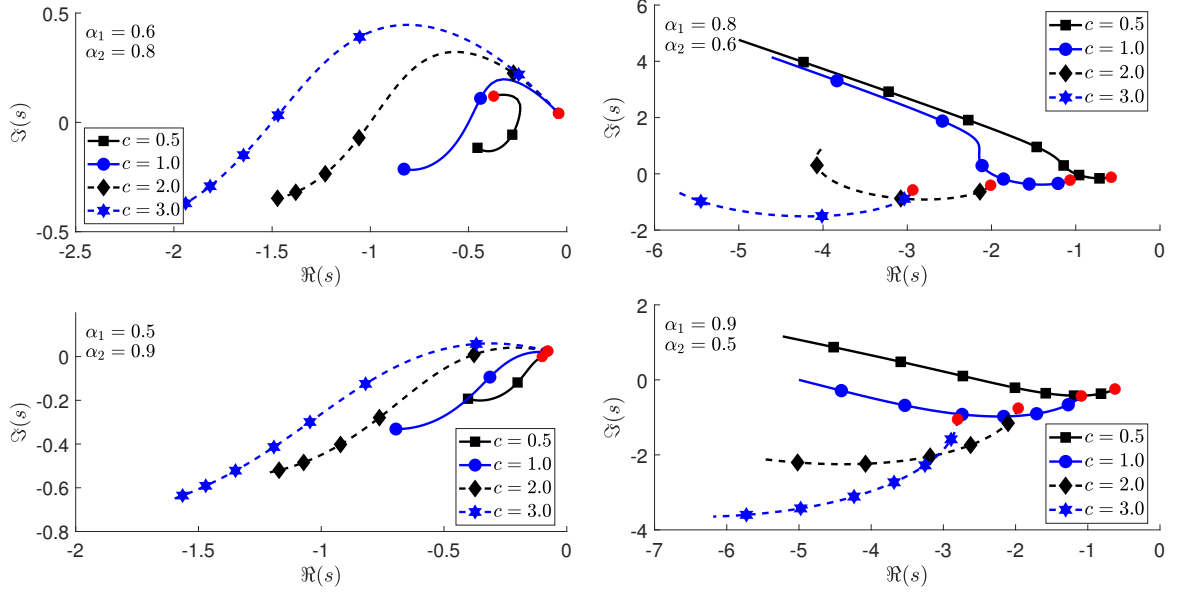 α₁ = 0.6
α₂ = 0.8
0.5
0
-0.5
ℑ(s)
c = 0.5
c = 1.0
c = 2.0
c = 3.0
-2.5 -2 -1.5 -1 -0.5 0
ℜ(s)
α₁ = 0.8
α₂ = 0.6
6
4
2
0
-2
ℑ(s)
c = 0.5
c = 1.0
c = 2.0
c = 3.0
-6 -5 -4 -3 -2 -1 0
ℜ(s)
α₁ = 0.5
α₂ = 0.9
0
-0.2
-0.4
-0.6
-0.8
ℑ(s)
c = 0.5
c = 1.0
c = 2.0
c = 3.0
-2 -1.5 -1 -0.5 0
ℜ(s)
α₁ = 0.9
α₂ = 0.5
2
0
-2
-4
ℑ(s)
c = 0.5
c = 1.0
c = 2.0
c = 3.0
-7 -6 -5 -4 -3 -2 -1 0
ℜ(s)